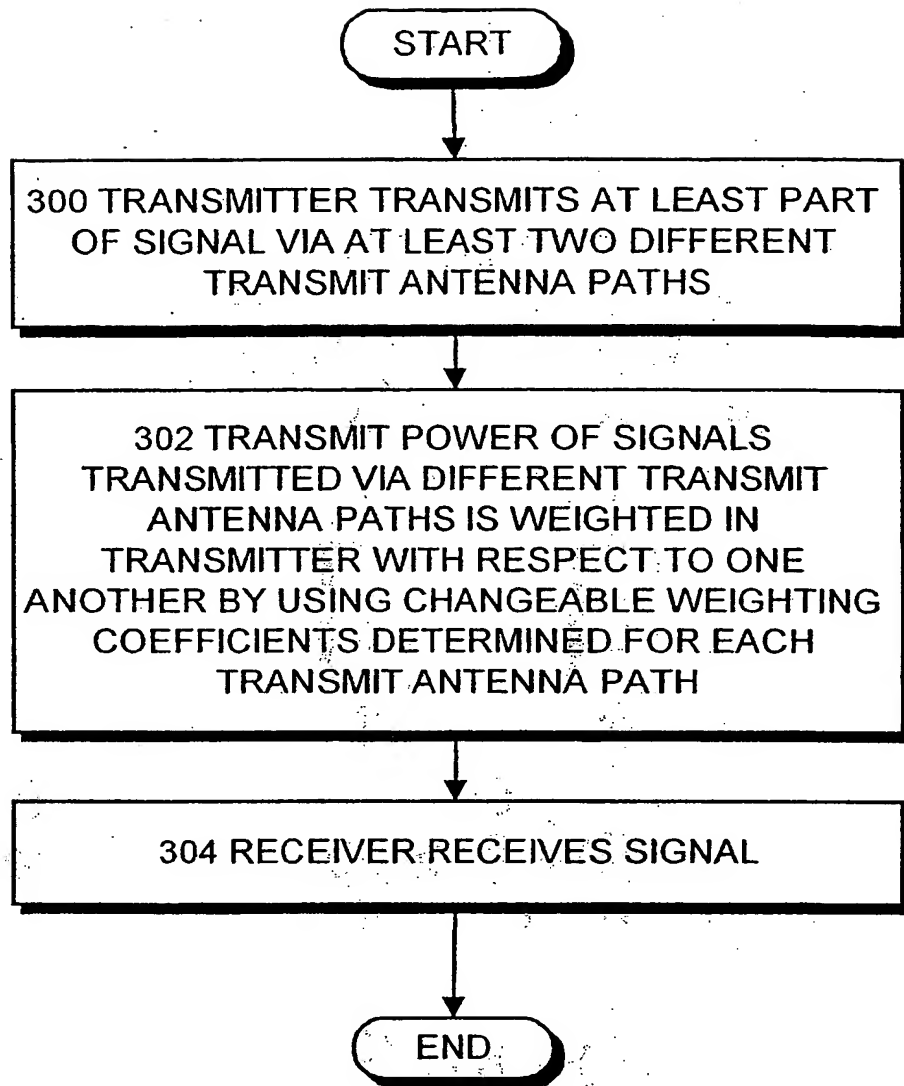 START
300 TRANSMITTER TRANSMITS AT LEAST PART
OF SIGNAL VIA AT LEAST TWO DIFFERENT
TRANSMIT ANTENNA PATHS
302 TRANSMIT POWER OF SIGNALS
TRANSMITTED VIA DIFFERENT TRANSMIT
ANTENNA PATHS IS WEIGHTED IN
TRANSMITTER WITH RESPECT TO ONE
ANOTHER BY USING CHANGEABLE WEIGHTING
COEFFICIENTS DETERMINED FOR EACH
TRANSMIT ANTENNA PATH
304 RECEIVER RECEIVES SIGNAL
END